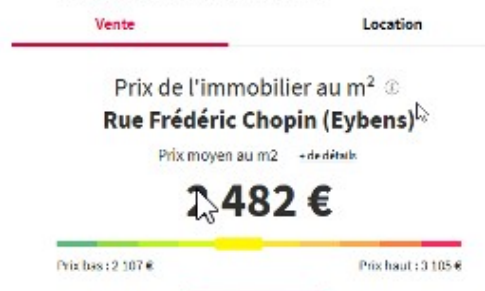 Vente
Location
Prix de l'immobilier au m²
Rue Frédéric Chopin (Eybens)
Prix moyen au m2 + de détails
2 482 €
Prix bas : 2 107 € Prix haut : 3 105 €